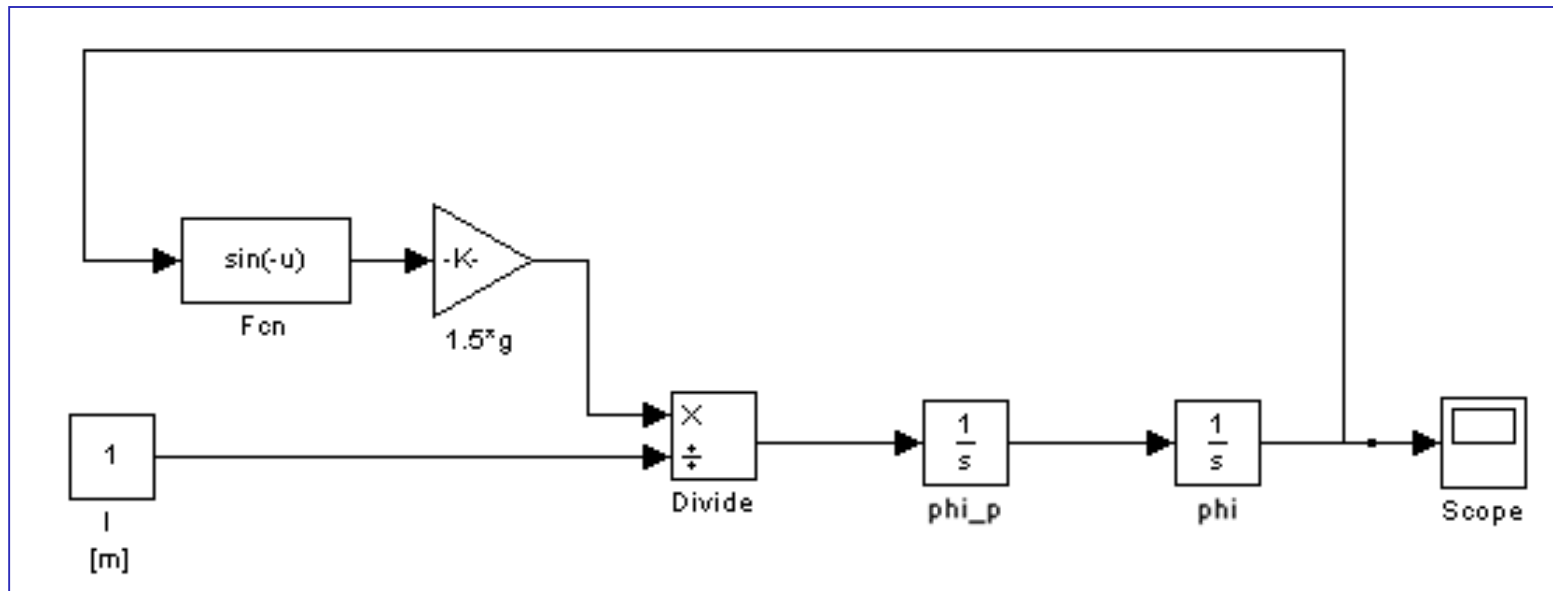 sin(-u)
Fcn
-K-
1.5*g
1
l
[m]
×
÷
Divide
1
s
phi_p
1
s
phi
Scope